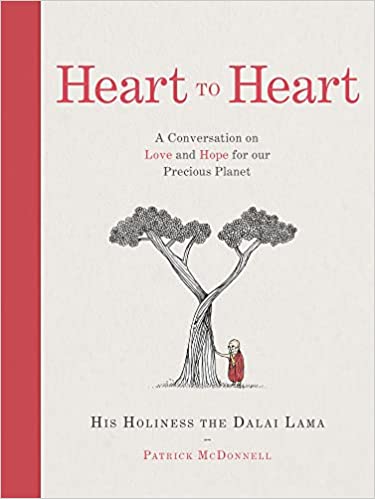 Heart to Heart
A Conversation on
Love and Hope for our
Precious Planet
His Holiness the Dalai Lama
--
Patrick McDonnell